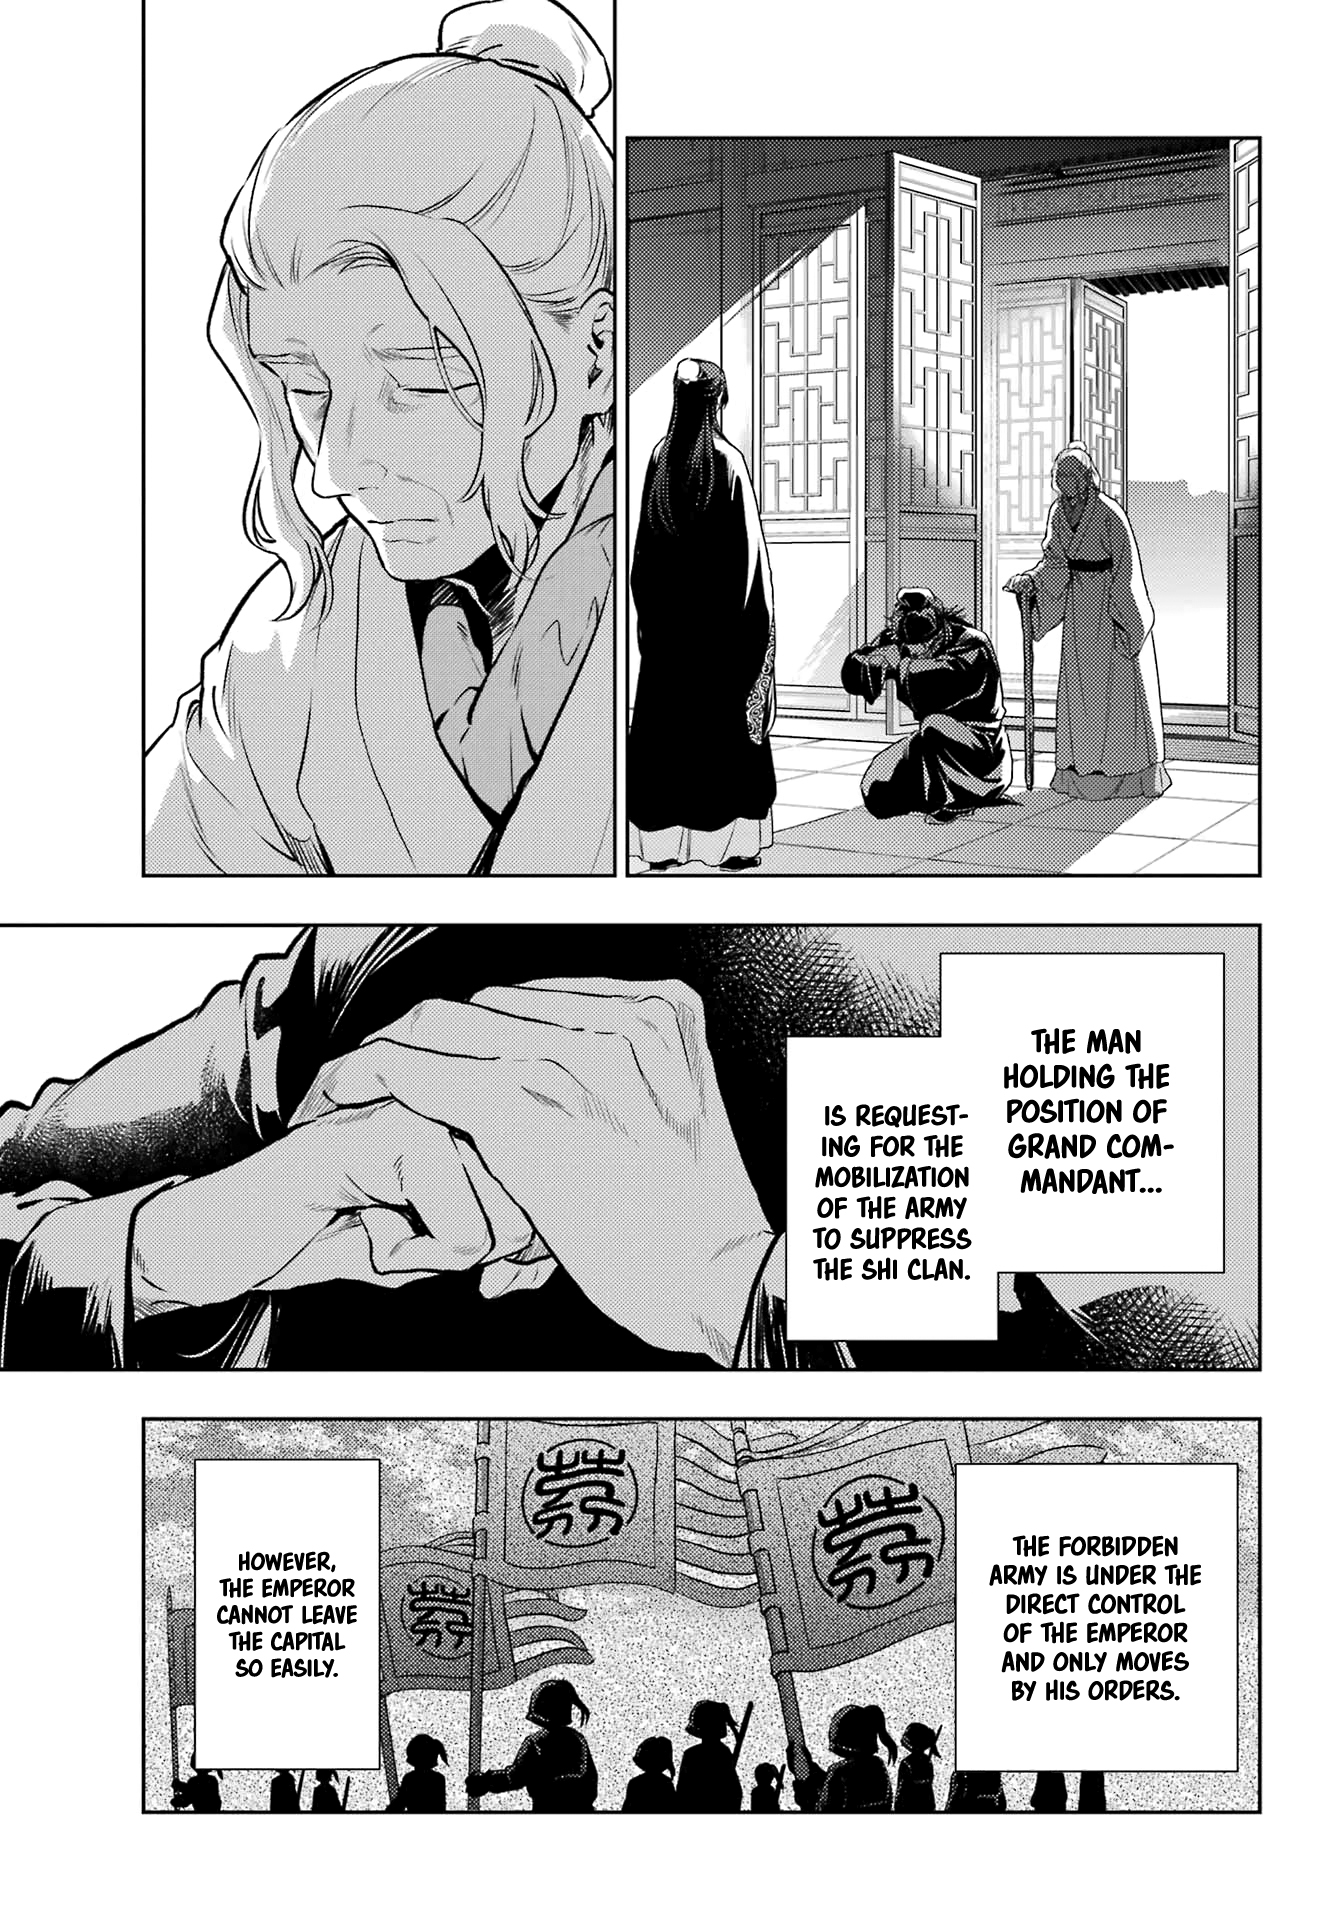 THE MAN
HOLDING THE
POSITION OF
GRAND COM-
MANDANT...
IS REQUEST-
ING FOR THE
MOBILIZATION
OF THE ARMY
TO SUPPRESS
THE SHI CLAN.
THE FORBIDDEN
ARMY IS UNDER THE
DIRECT CONTROL
OF THE EMPEROR
AND ONLY MOVES
BY HIS ORDERS.
HOWEVER,
THE EMPEROR
CANNOT LEAVE
THE CAPITAL
SO EASILY.